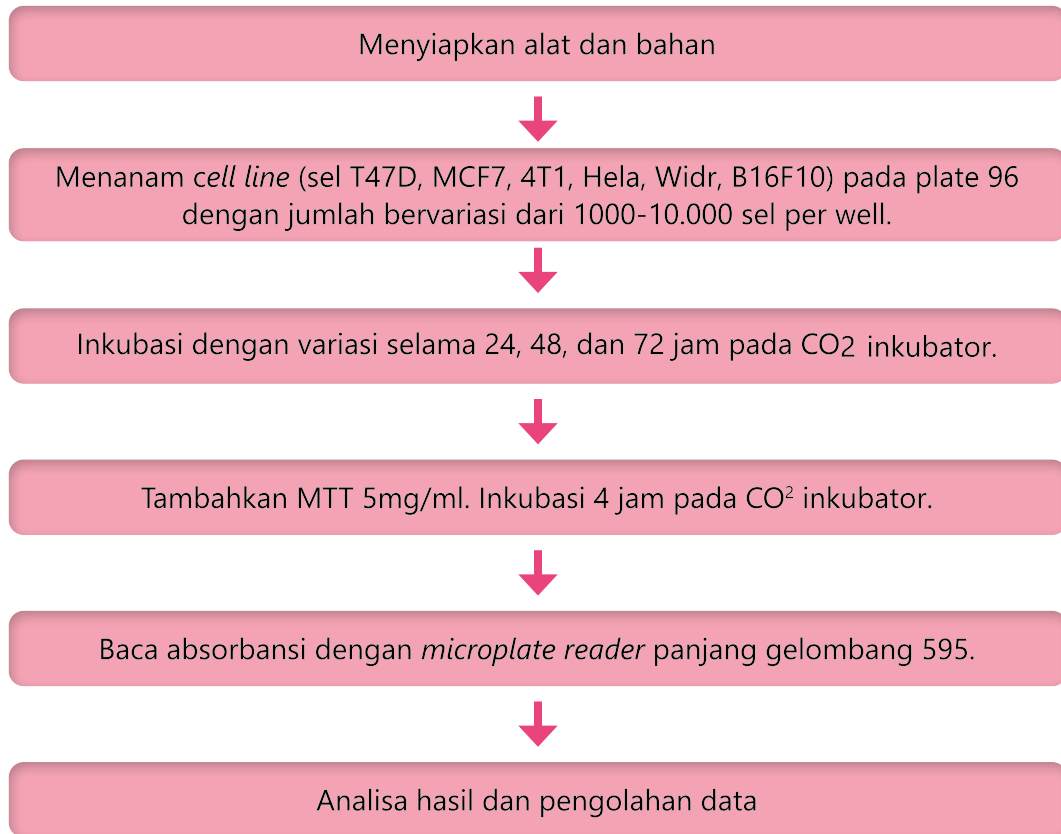 Menyiapkan alat dan bahan
Menanam cell line (sel T47D, MCF7, 4T1, Hela, Widr, B16F10) pada plate 96
dengan jumlah bervariasi dari 1000-10.000 sel per well.
Inkubasi dengan variasi selama 24, 48, dan 72 jam pada CO2 inkubator.
Tambahkan MTT 5mg/ml. Inkubasi 4 jam pada CO² inkubator.
Baca absorbansi dengan microplate reader panjang gelombang 595.
Analisa hasil dan pengolahan data